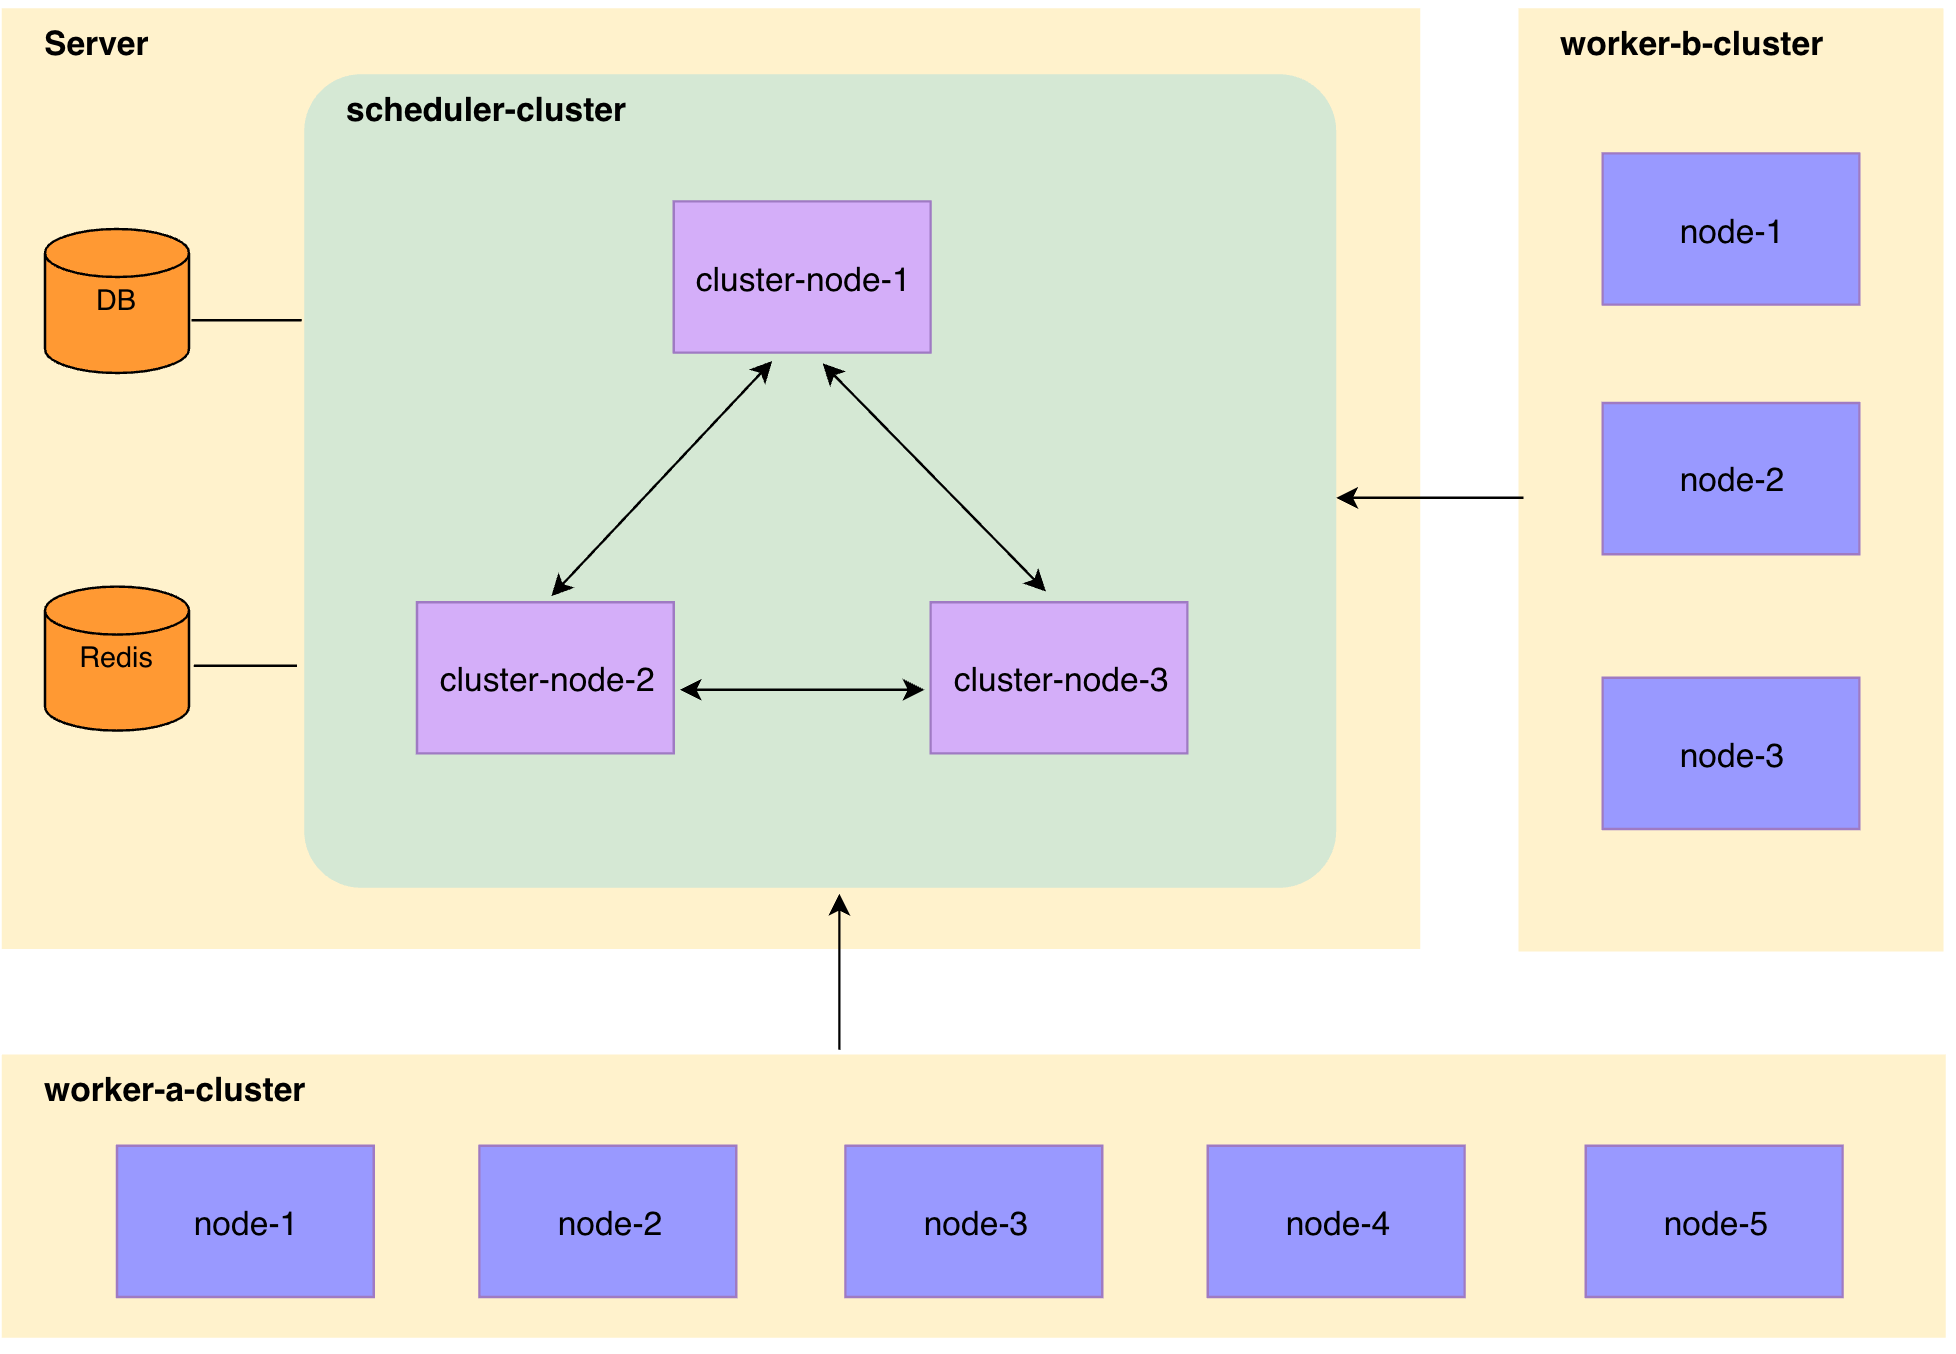 Server
scheduler-cluster
DB
Redis
cluster-node-1
cluster-node-2
cluster-node-3
worker-b-cluster
node-1
node-2
node-3
worker-a-cluster
node-1
node-2
node-3
node-4
node-5